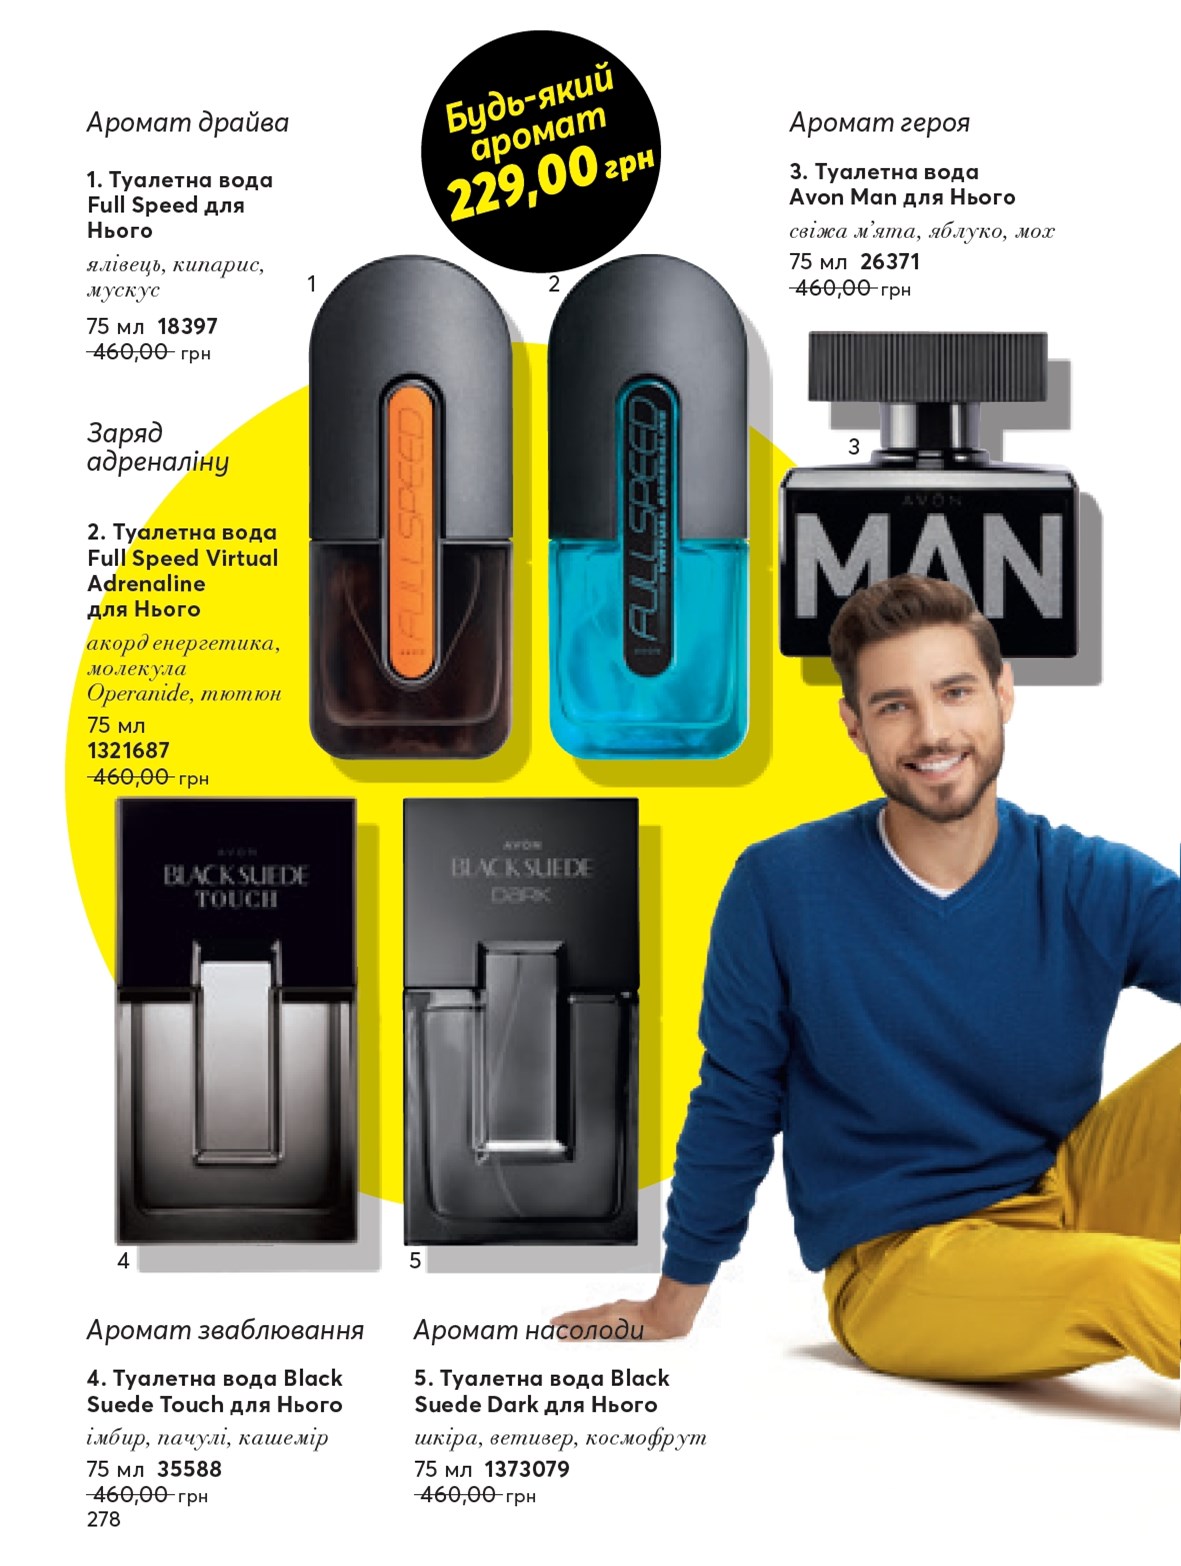 Будь-який
аромат
229,00 грн
Аромат драйва
1. Туалетна вода
Full Speed для
Нього
ялівець, кипарис,
мускус
75 мл 18397
460,00 грн
Заряд
адреналіну
2. Туалетна вода
Full Speed Virtual
Adrenaline
для Нього
акорд енергетика,
молекула
Operanide, тютюн
75 мл
1321687
460,00 грн
Аромат героя
3. Туалетна вода
Avon Man для Нього
свіжа м’ята, яблуко, мох
75 мл 26371
460,00 грн
1
FULL SPEED
AVON
2
FULL SPEED
VIRTUAL ADRENALINE
AVON
3
AVON
MAN
AVON
BLACK SUEDE
TOUCH
4
AVON
BLACK SUEDE
DARK
5
Аромат зваблювання
4. Туалетна вода Black
Suede Touch для Нього
імбир, пачулі, кашемір
75 мл 35588
460,00 грн
Аромат насолоди
5. Туалетна вода Black
Suede Dark для Нього
шкіра, ветивер, космофрут
75 мл 1373079
460,00 грн
278